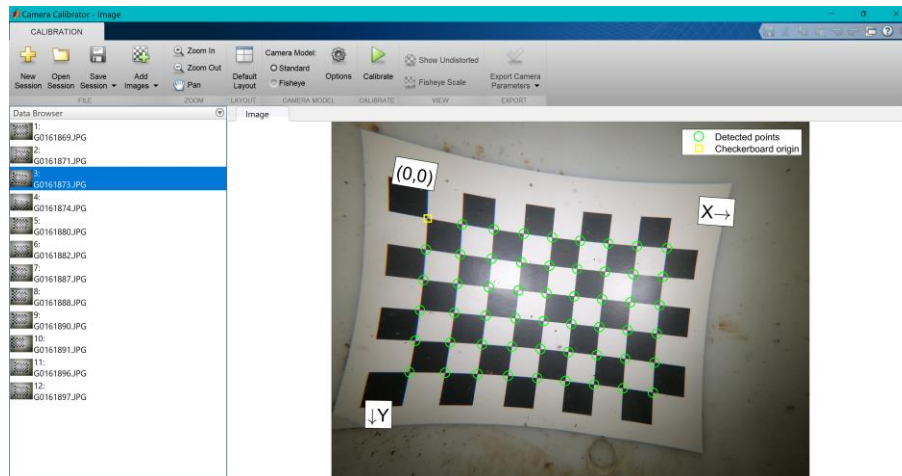 Camera Calibrator - Image
CALIBRATION
New Session
Open Session
Save Session
Add Images
Zoom In
Zoom Out
Pan
Default Layout
Camera Model:
Standard
Fisheye
Options
Calibrate
Show Undistorted
Fisheye Scale
Export Camera Parameters
FILE
ZOOM
LAYOUT
CAMERA MODEL
CALIBRATE
VIEW
EXPORT
Data Browser
Image
1:
G0161869.JPG
2:
G0161871.JPG
3:
G0161873.JPG
4:
G0161874.JPG
5:
G0161880.JPG
6:
G0161882.JPG
7:
G0161887.JPG
8:
G0161888.JPG
9:
G0161890.JPG
10:
G0161891.JPG
11:
G0161896.JPG
12:
G0161897.JPG
Detected points
Checkerboard origin
(0,0)
X→
↓Y